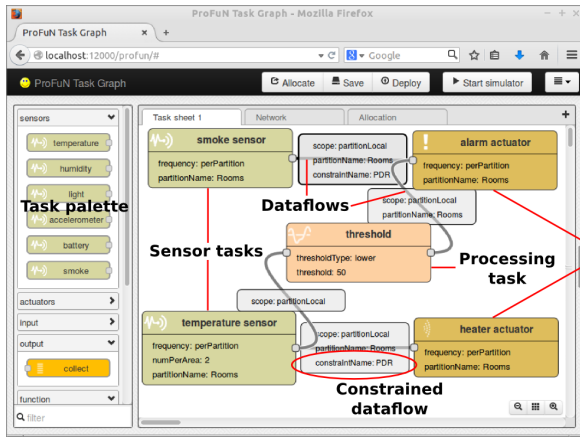 ProFuN Task Graph - Mozilla Firefox
ProFuN Task Graph
localhost:12000/profun/#
Google
ProFuN Task Graph
Allocate
Save
Deploy
Start simulator
sensors
temperature
humidity
light
accelerometer
battery
smoke
actuators
input
output
collect
function
filter
Task palette
Task sheet 1
Network
Allocation
smoke sensor
frequency: perPartition
partitionName: Rooms
scope: partitionLocal
partitionName: Rooms
constraintName: PDR
alarm actuator
frequency: perPartition
partitionName: Rooms
scope: partitionLocal
partitionName: Rooms
Dataflows
Sensor tasks
threshold
thresholdType: lower
threshold: 50
Processing
task
scope: partitionLocal
temperature sensor
frequency: perPartition
numPerArea: 2
partitionName: Rooms
scope: partitionLocal
partitionName: Rooms
constraintName: PDR
heater actuator
frequency: perPartition
partitionName: Rooms
Constrained
dataflow